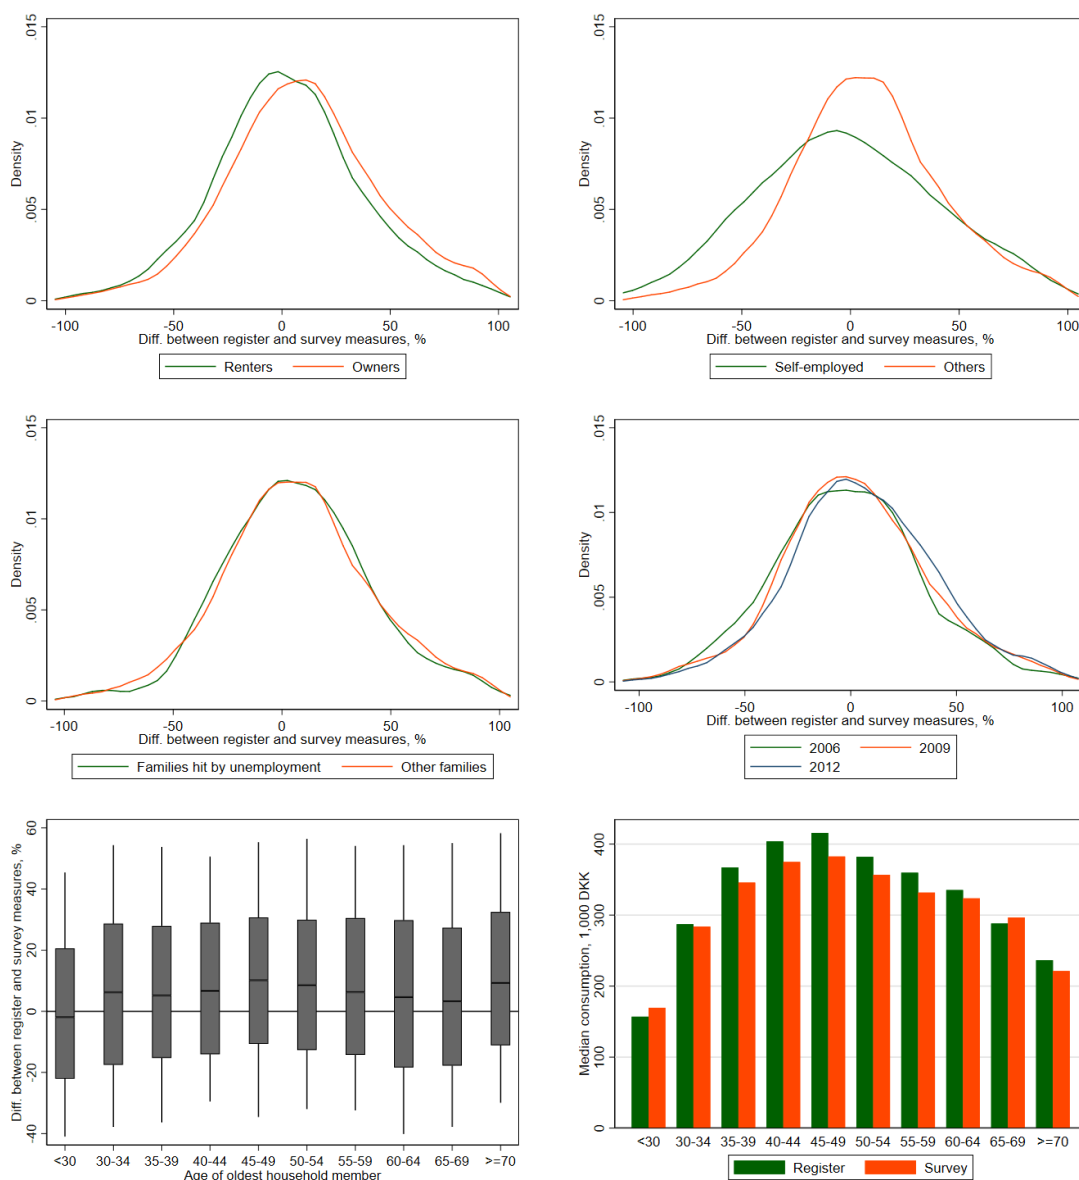 Density
.015
.01
.005
0
-100 -50 0 50 100
Diff. between register and survey measures, %
Renters Owners
Density
.015
.01
.005
0
-100 -50 0 50 100
Diff. between register and survey measures, %
Self-employed Others
Density
.015
.01
.005
0
-100 -50 0 50 100
Diff. between register and survey measures, %
Families hit by unemployment Other families
Density
.015
.01
.005
0
-100 -50 0 50 100
Diff. between register and survey measures, %
2006 2009
2012
Diff. between register and survey measures, %
60
40
20
0
-20
-40
<30 30-34 35-39 40-44 45-49 50-54 55-59 60-64 65-69 >=70
Age of oldest household member
Median consumption, 1,000 DKK
400
300
200
100
0
<30 30-34 35-39 40-44 45-49 50-54 55-59 60-64 65-69 >=70
Register Survey